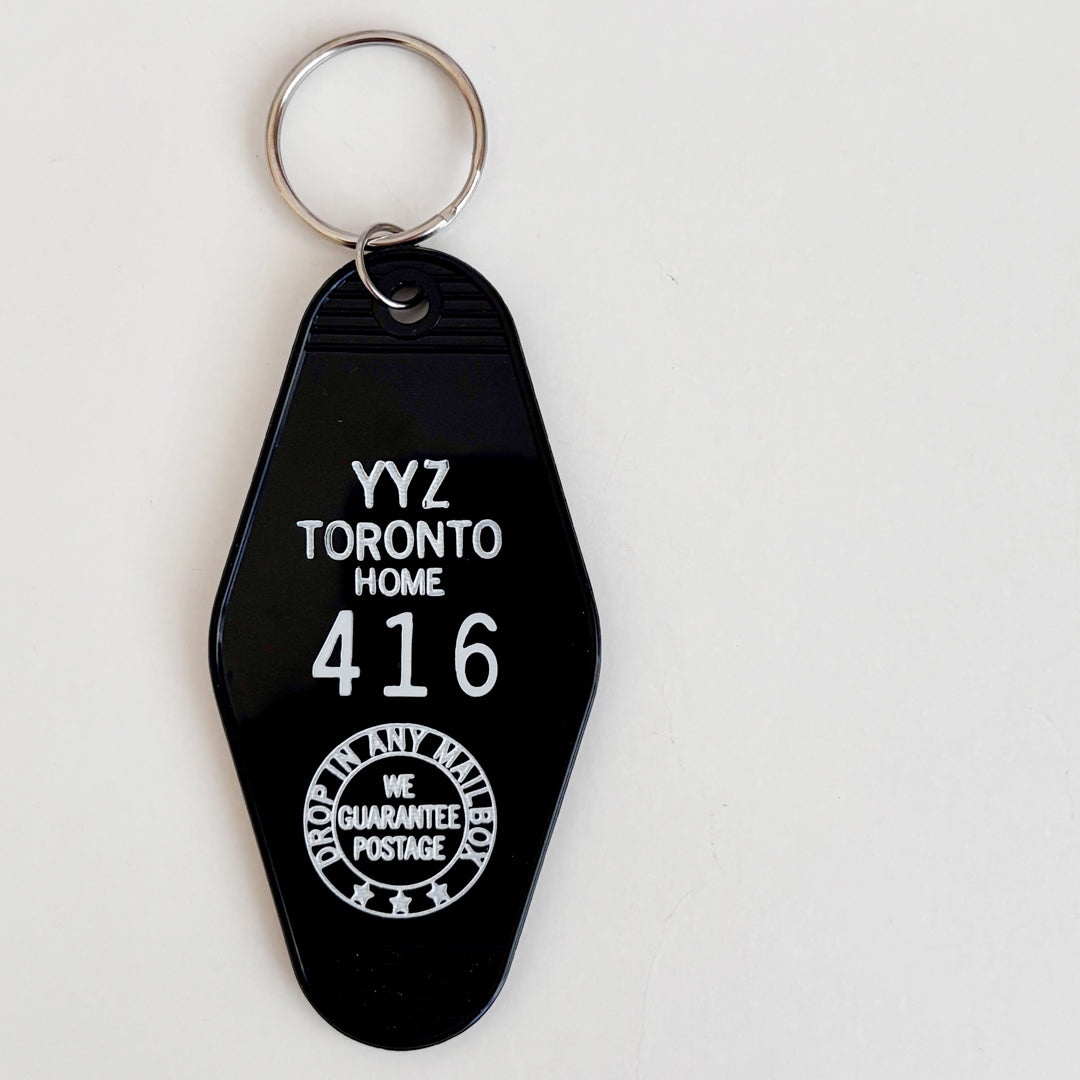 YYZ
TORONTO
HOME
416
DROP IN ANY MAILBOX
WE
GUARANTEE
POSTAGE